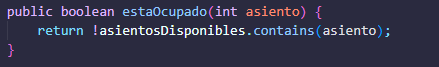 public boolean estaOcupado(int asiento) {
    return !asientosDisponibles.contains(asiento);
}